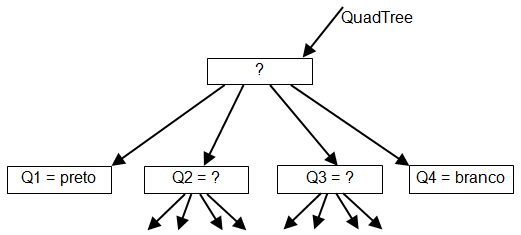 QuadTree
?
Q1 = preto
Q2 = ?
Q3 = ?
Q4 = branco